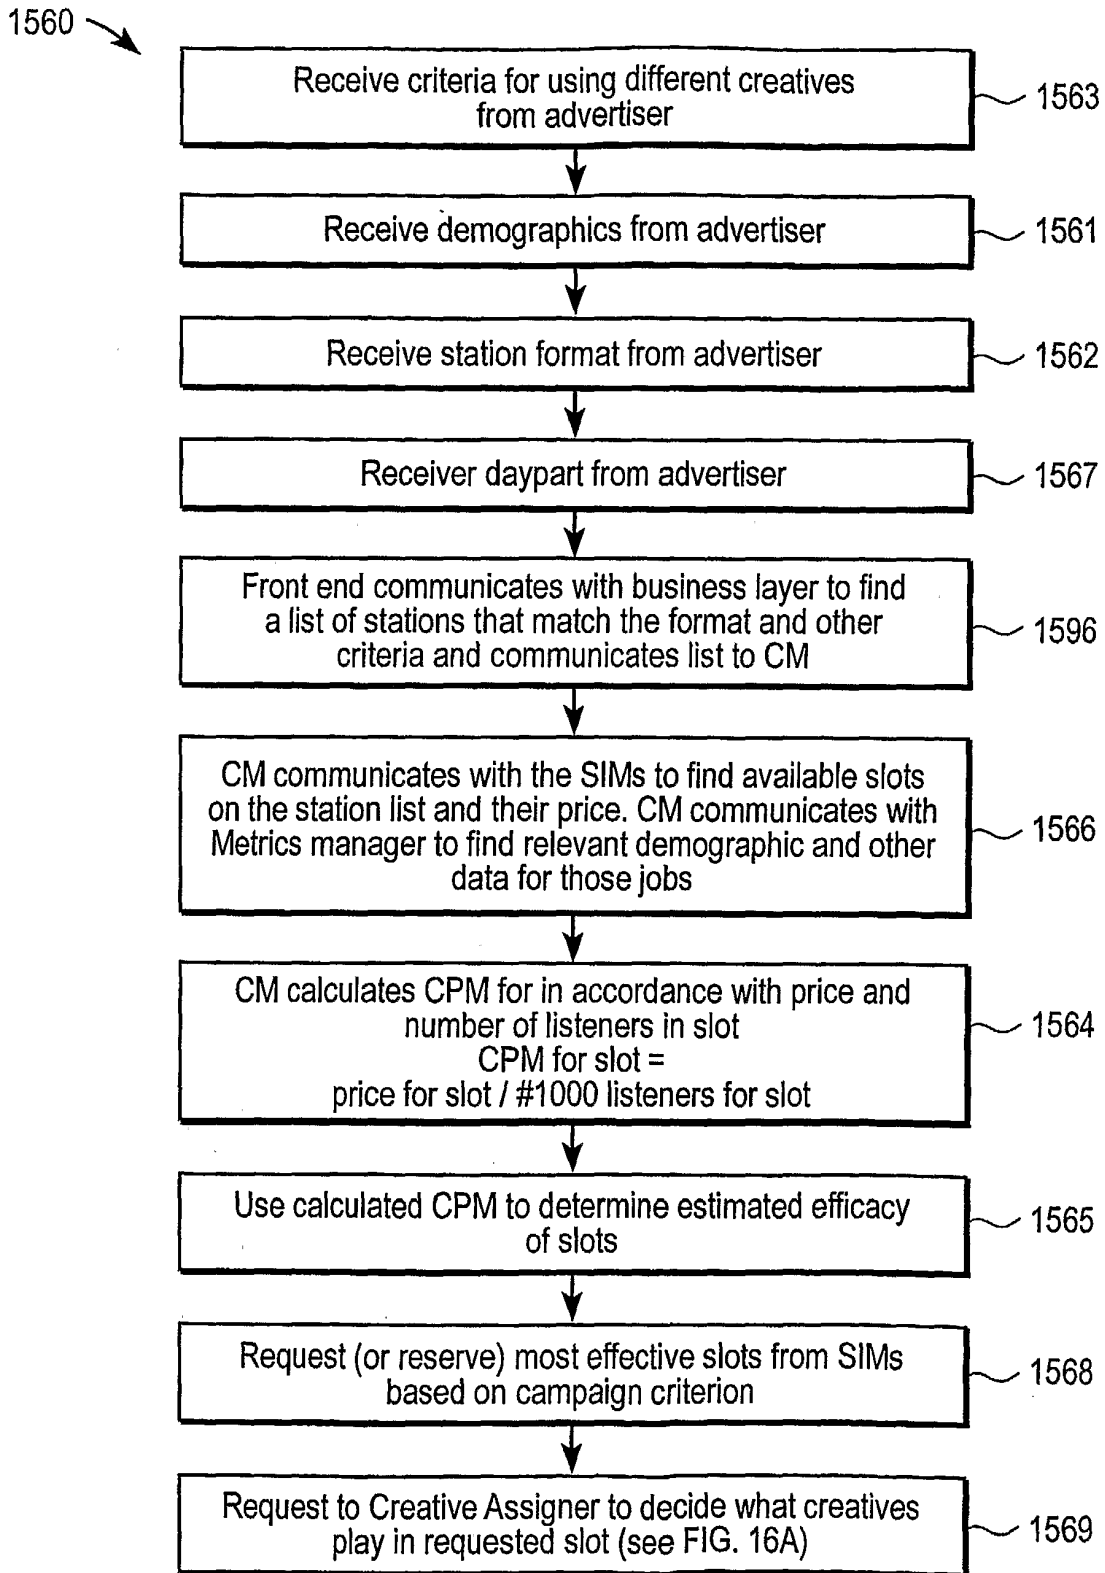 1560
Receive criteria for using different creatives
from advertiser
1563
Receive demographics from advertiser
1561
Receive station format from advertiser
1562
Receiver daypart from advertiser
1567
Front end communicates with business layer to find
a list of stations that match the format and other
criteria and communicates list to CM
1596
CM communicates with the SIMs to find available slots
on the station list and their price. CM communicates with
Metrics manager to find relevant demographic and other
data for those jobs
1566
CM calculates CPM for in accordance with price and
number of listeners in slot
CPM for slot =
price for slot / #1000 listeners for slot
1564
Use calculated CPM to determine estimated efficacy
of slots
1565
Request (or reserve) most effective slots from SIMs
based on campaign criterion
1568
Request to Creative Assigner to decide what creatives
play in requested slot (see FIG. 16A)
1569